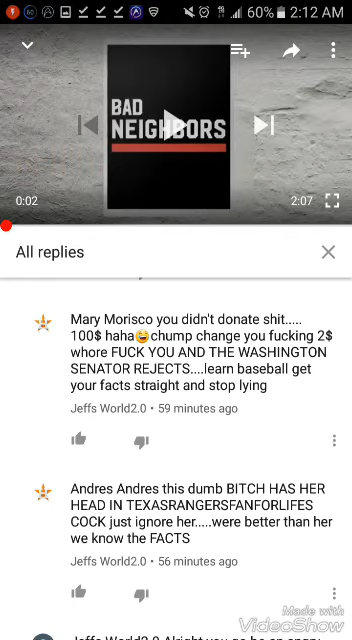 60% 2:12 AM
BAD
NEIGHBORS
0:02
2:07
All replies
Mary Morisco you didn't donate shit.....
100$ haha😂chump change you fucking 2$
whore FUCK YOU AND THE WASHINGTON
SENATOR REJECTS....learn baseball get
your facts straight and stop lying
Jeffs World2.0 • 59 minutes ago
Andres Andres this dumb BITCH HAS HER
HEAD IN TEXASRANGERSFANFORLIFES
COCK just ignore her.....were better than her
we know the FACTS
Jeffs World2.0 • 56 minutes ago
Made with
VideoShow
Jeffs World2.0 Alright you go be an angry